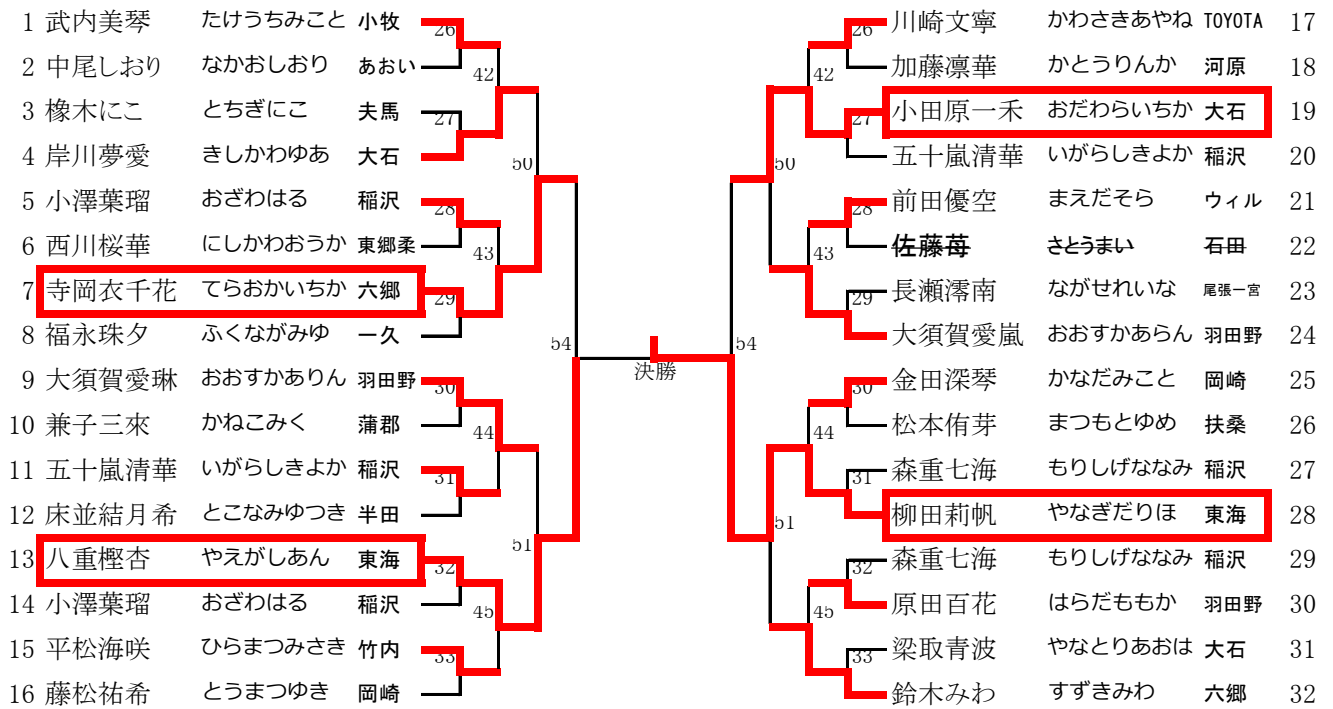 1 武内美琴 たけうちみこと 小牧
2 中尾しおり なかおしおり あおい
3 橡木にこ とちぎにこ 夫馬
4 岸川夢愛 きしかわゆあ 大石
5 小澤葉瑠 おざわはる 稲沢
6 西川桜華 にしかわおうか 東郷柔
7 寺岡衣千花 てらおかいちか 六郷
8 福永珠夕 ふくながみゆ 一久
9 大須賀愛琳 おおすかありん 羽田野
10 兼子三來 かねこみく 蒲郡
11 五十嵐清華 いがらしきよか 稲沢
12 床並結月希 とこなみゆつき 半田
13 八重樫杏 やえがしあん 東海
14 小澤葉瑠 おざわはる 稲沢
15 平松海咲 ひらまつみさき 竹内
16 藤松祐希 とうまつゆき 岡崎
26
27
28
29
30
31
32
33
42
43
44
45
50
51
54
決勝
54
50
51
42
43
44
45
26
27
28
29
30
31
32
33
川崎文寧 かわさきあやね TOYOTA 17
加藤凛華 かとうりんか 河原 18
小田原一禾 おだわらいちか 大石 19
五十嵐清華 いがらしきよか 稲沢 20
前田優空 まえだそら ウィル 21
佐藤苺 さとうまい 石田 22
長瀬澪南 ながせれいな 尾張一宮 23
大須賀愛嵐 おおすかあらん 羽田野 24
金田深琴 かなだみこと 岡崎 25
松本侑芽 まつもとゆめ 扶桑 26
森重七海 もりしげななみ 稲沢 27
柳田莉帆 やなぎだりほ 東海 28
森重七海 もりしげななみ 稲沢 29
原田百花 はらだももか 羽田野 30
梁取青波 やなとりあおは 大石 31
鈴木みわ すずきみわ 六郷 32